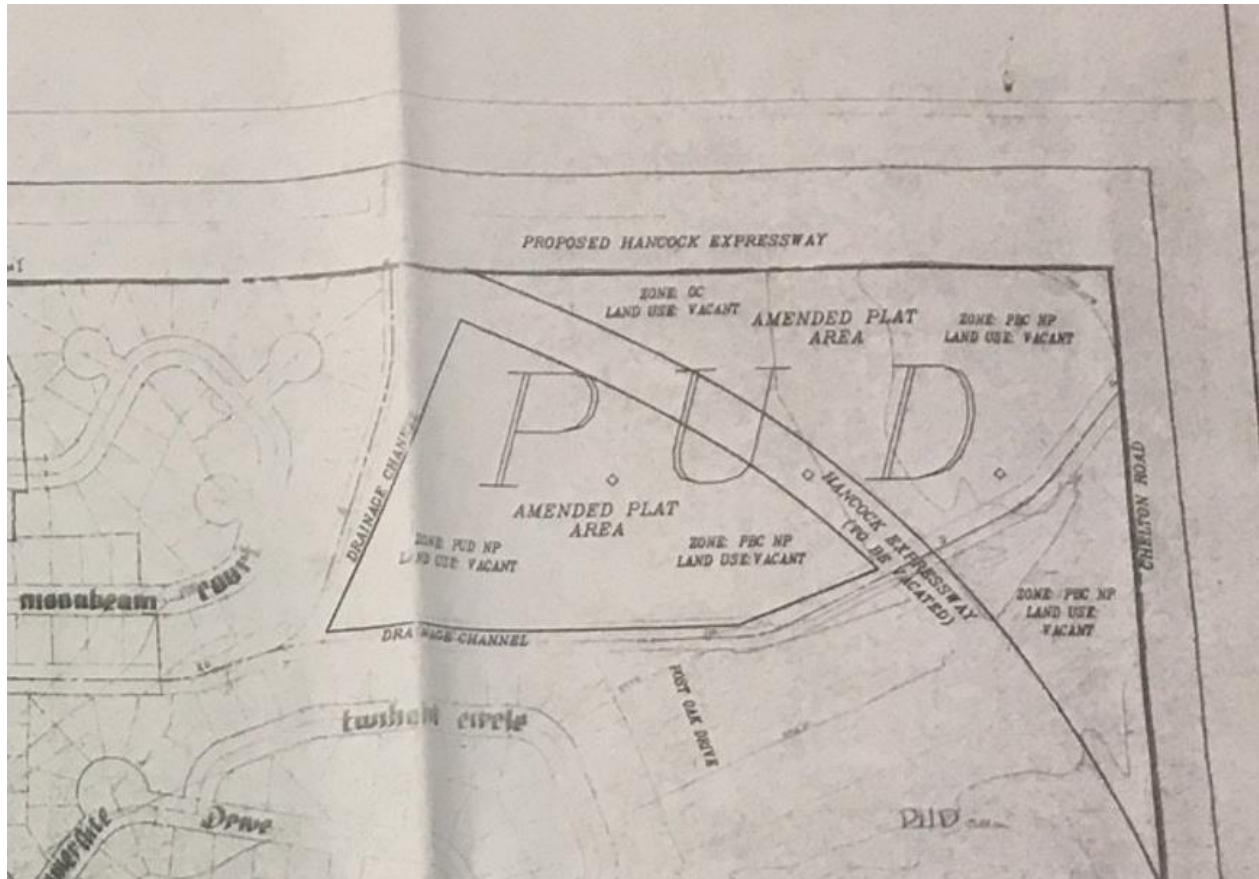 PROPOSED HANCOCK EXPRESSWAY
ZONE: OC
LAND USE: VACANT
AMENDED PLAT
AREA
ZONE: PBC NP
LAND USE: VACANT
P.U.D.
DRAINAGE CHANNEL
AMENDED PLAT
AREA
ZONE: PUD NP
LAND USE: VACANT
ZONE: PBC NP
LAND USE: VACANT
HANCOCK EXPRESSWAY
(TO BE VACATED)
CHELTON ROAD
ZONE: PBC NP
LAND USE:
VACANT
moonbeam court
DRAINAGE CHANNEL
POST OAK DRIVE
circle
Drive
PUD